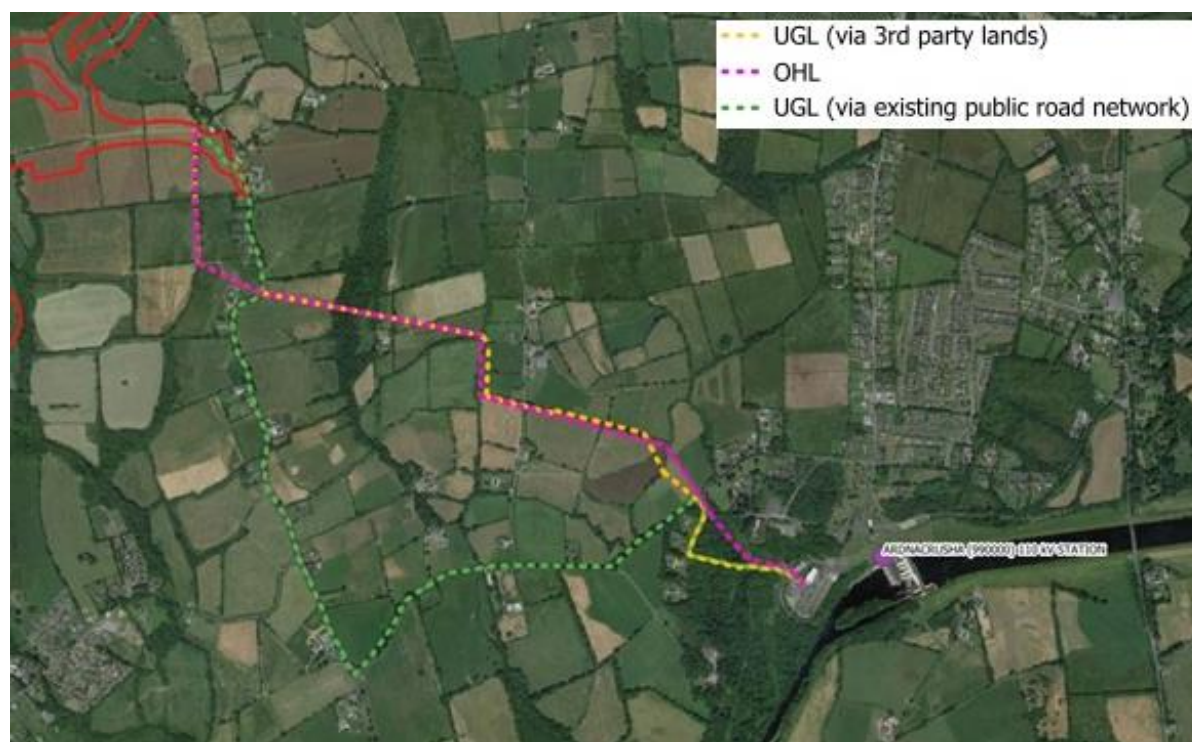 UGL (via 3rd party lands)
OHL
UGL (via existing public road network)
ARDNACRUSHA (990000) 110 kV STATION